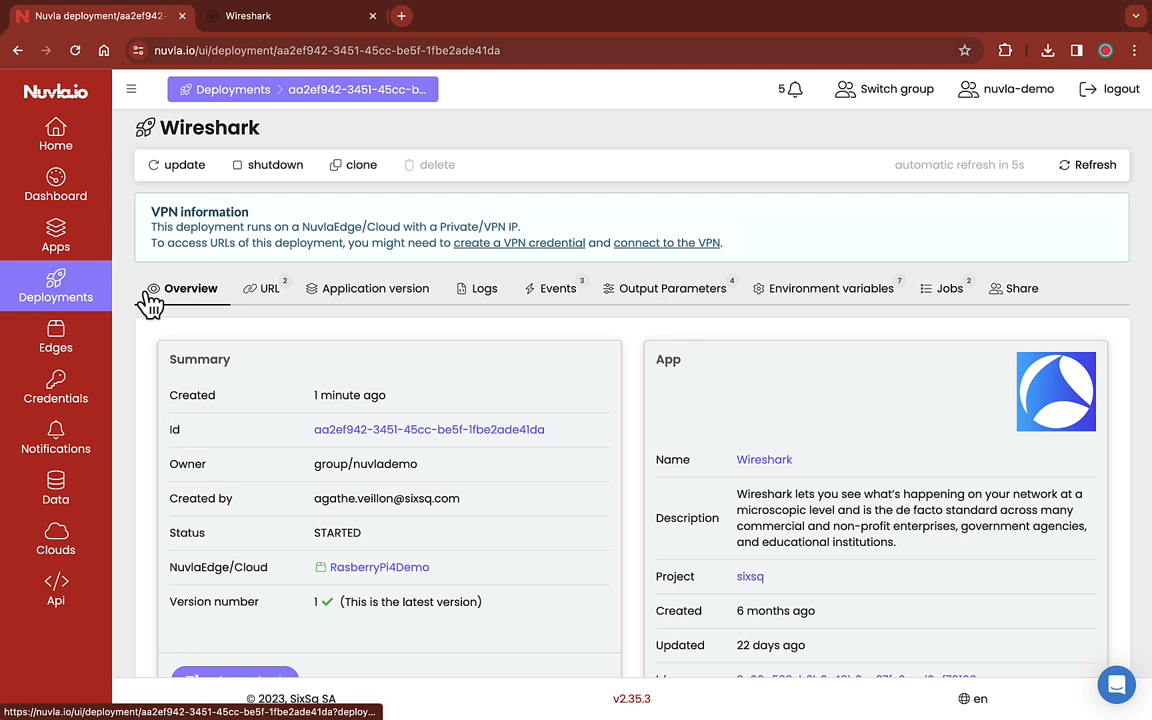 Nuvla deployment/aa2ef942-
Wireshark
nuvla.io/ui/deployment/aa2ef942-3451-45cc-be5f-1fbe2ade41da
Nuvla.io
Deployments
aa2ef942-3451-45cc-b...
5
Switch group
nuvla-demo
logout
Home
Dashboard
Apps
Deployments
Edges
Credentials
Notifications
Data
Clouds
Api
Wireshark
update
shutdown
clone
delete
automatic refresh in 5s
Refresh
VPN information
This deployment runs on a NuvlaEdge/Cloud with a Private/VPN IP.
To access URLs of this deployment, you might need to create a VPN credential and connect to the VPN.
Overview
URL 2
Application version
Logs
Events 3
Output Parameters 4
Environment variables 7
Jobs 2
Share
Summary
Created 1 minute ago
Id aa2ef942-3451-45cc-be5f-1fbe2ade41da
Owner group/nuvlademo
Created by agathe.veillon@sixsq.com
Status STARTED
NuvlaEdge/Cloud RasberryPi4Demo
Version number 1 (This is the latest version)
App
Name Wireshark
Description
Wireshark lets you see what's happening on your network at a
microscopic level and is the de facto standard across many
commercial and non-profit enterprises, government agencies,
and educational institutions.
Project sixsq
Created 6 months ago
Updated 22 days ago
© 2023, SixSq SA
v2.35.3
en
https://nuvla.io/ui/deployment/aa2ef942-3451-45cc-be5f-1fbe2ade41da?deploy...